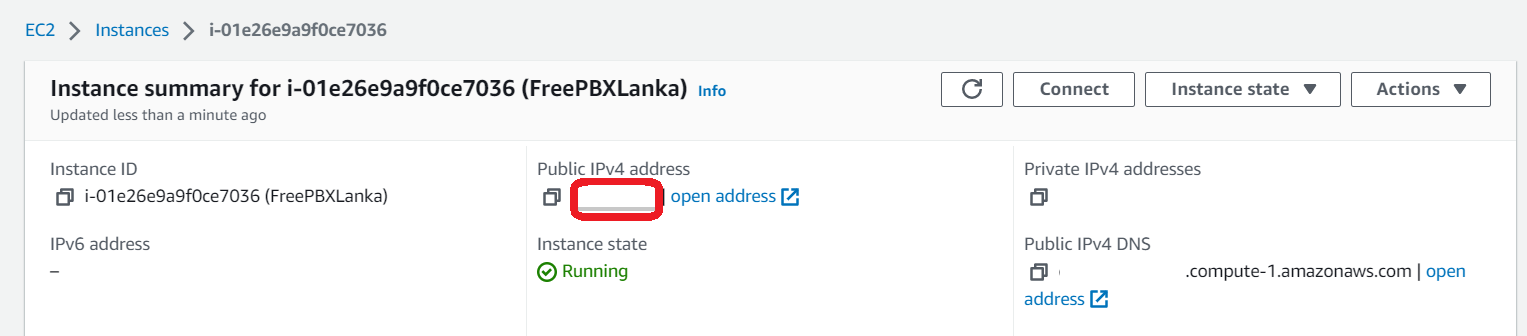 EC2 > Instances > i-01e26e9a9f0ce7036
Instance summary for i-01e26e9a9f0ce7036 (FreePBXLanka) Info
Updated less than a minute ago
Connect
Instance state
Actions
Instance ID
i-01e26e9a9f0ce7036 (FreePBXLanka)
Public IPv4 address
| open address
Private IPv4 addresses
IPv6 address
–
Instance state
Running
Public IPv4 DNS
.compute-1.amazonaws.com | open
address